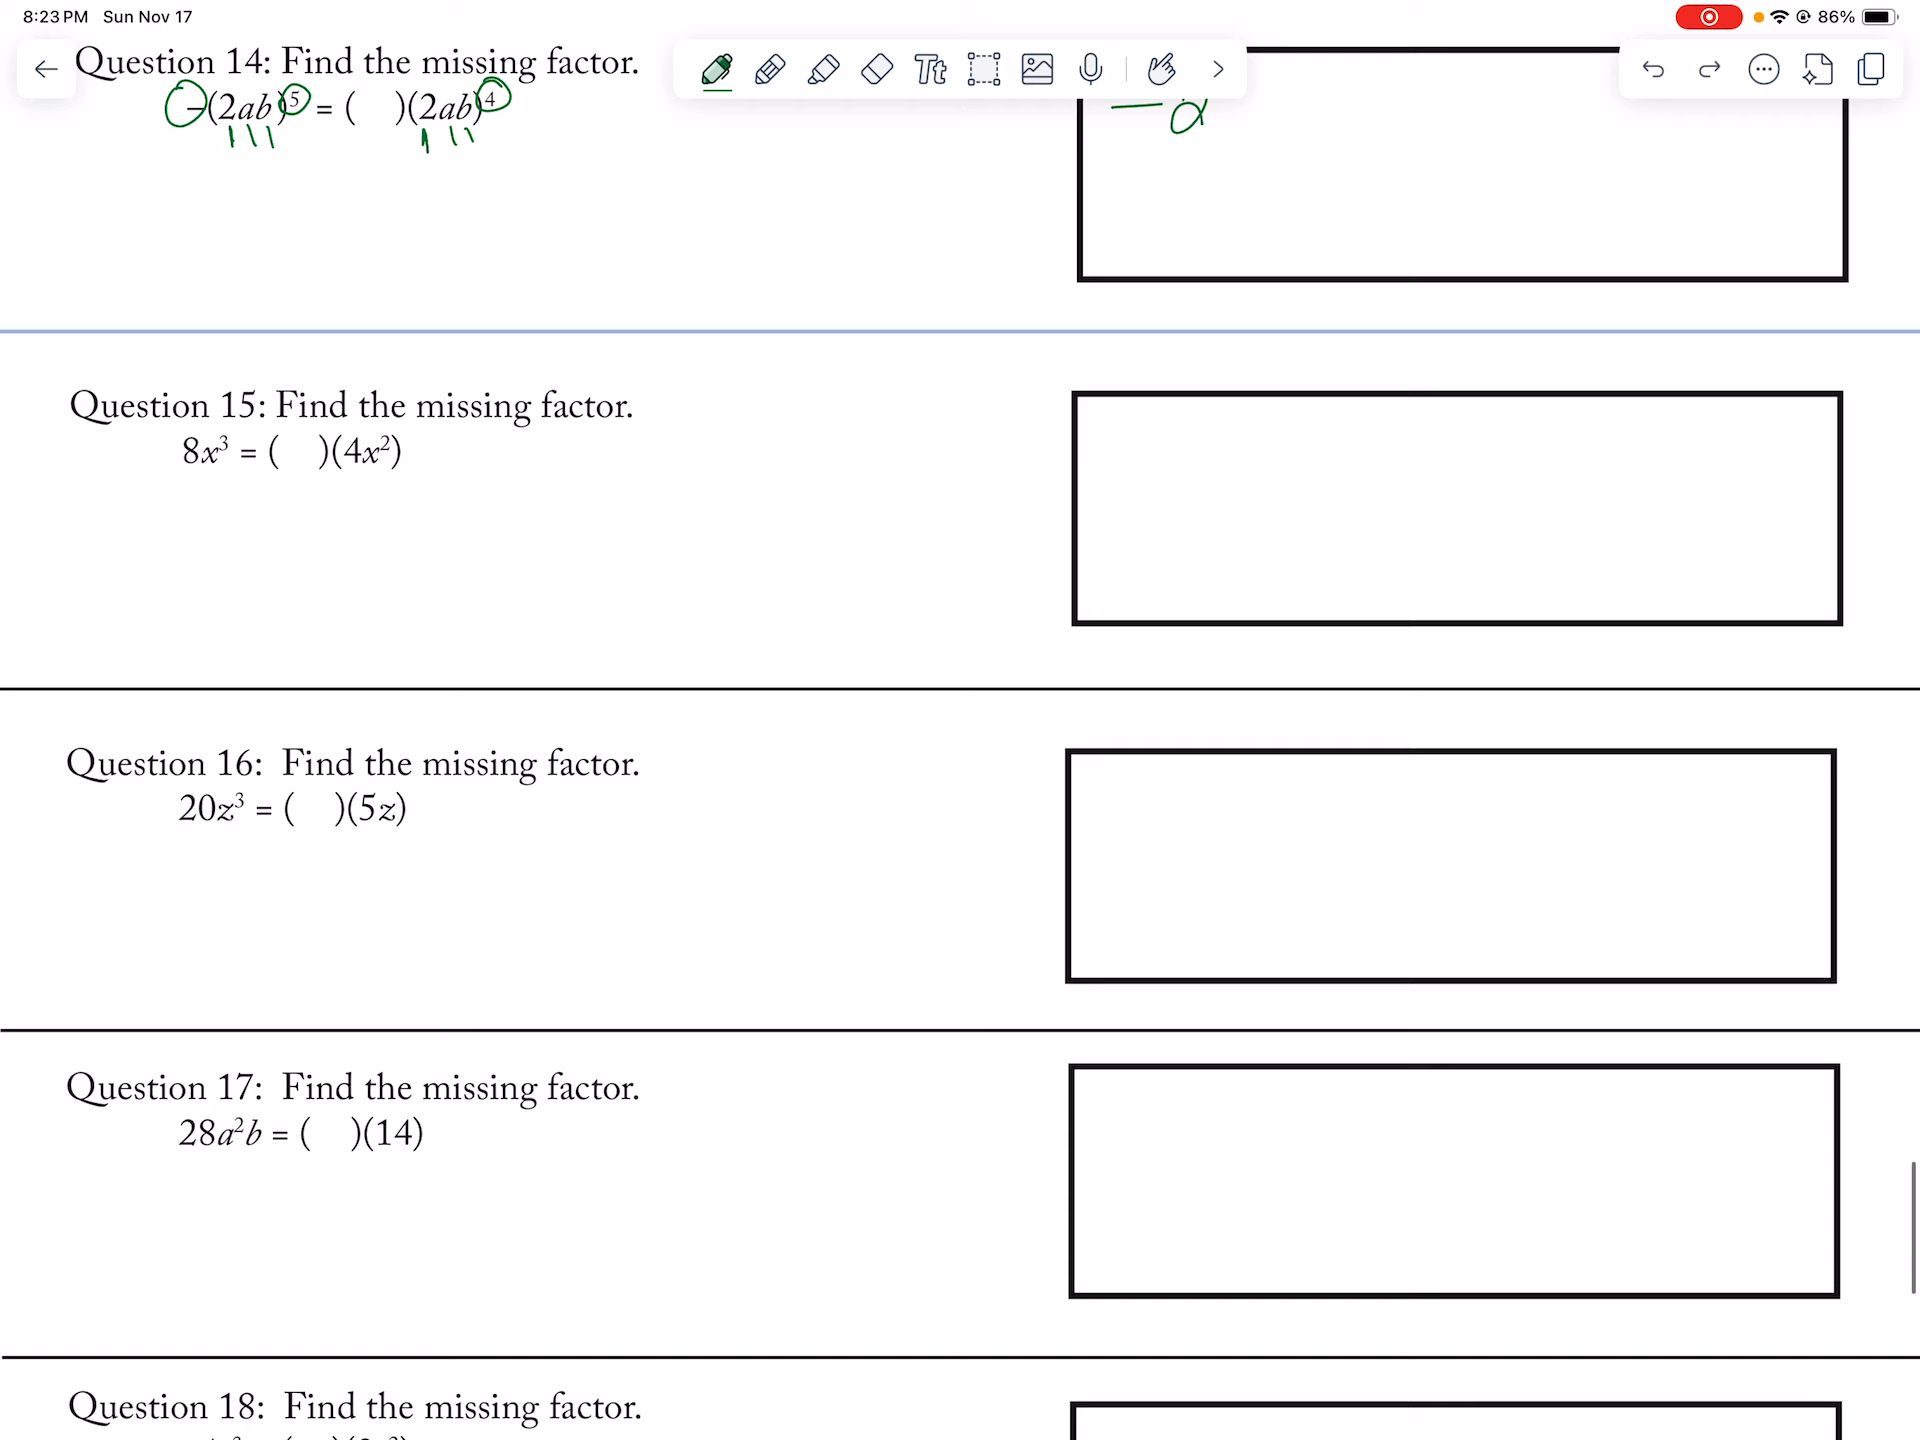 8:23 PM Sun Nov 17
86%
Question 14: Find the missing factor.
Tt
−(2ab)⁵ = ( )(2ab)⁴
Question 15: Find the missing factor.
8x³ = ( )(4x²)
Question 16: Find the missing factor.
20z³ = ( )(5z)
Question 17: Find the missing factor.
28a²b = ( )(14)
Question 18: Find the missing factor.